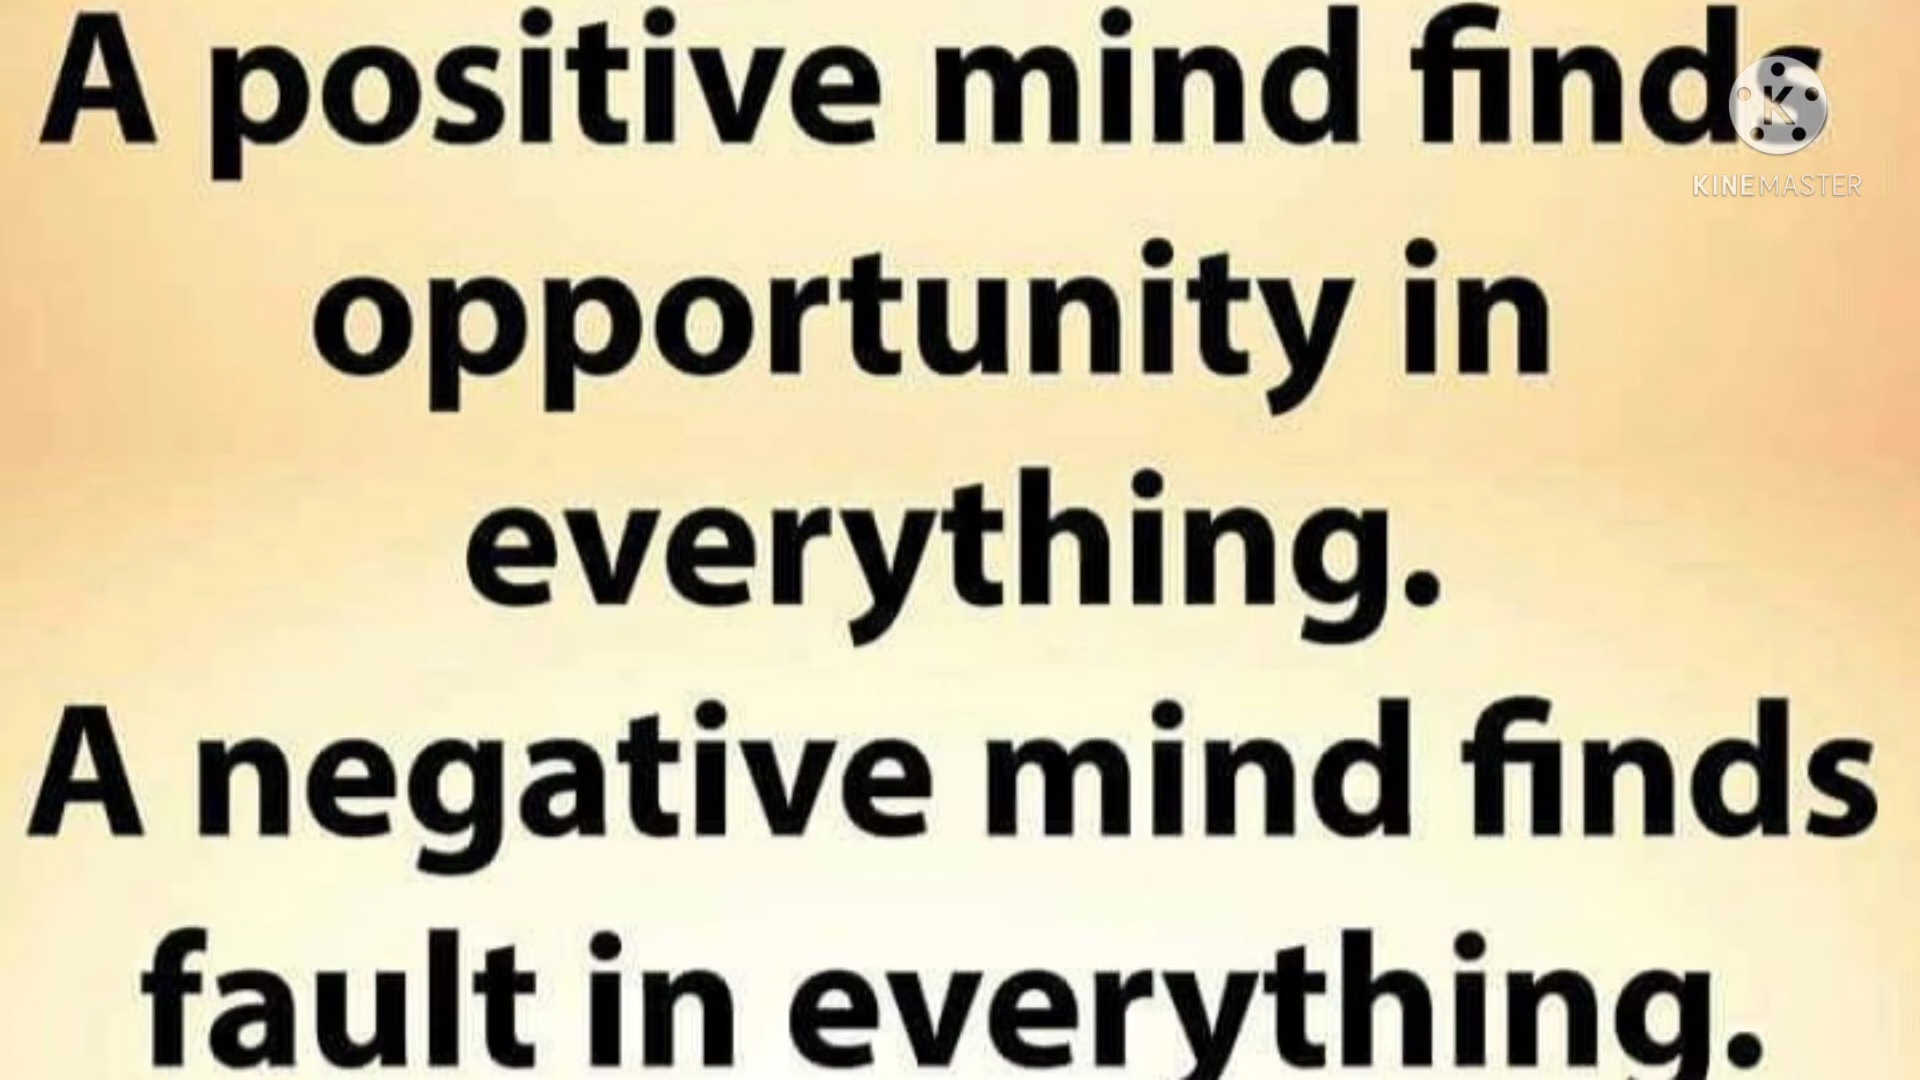 A positive mind finds
K
KINEMASTER
opportunity in
everything.
A negative mind finds
fault in everything.